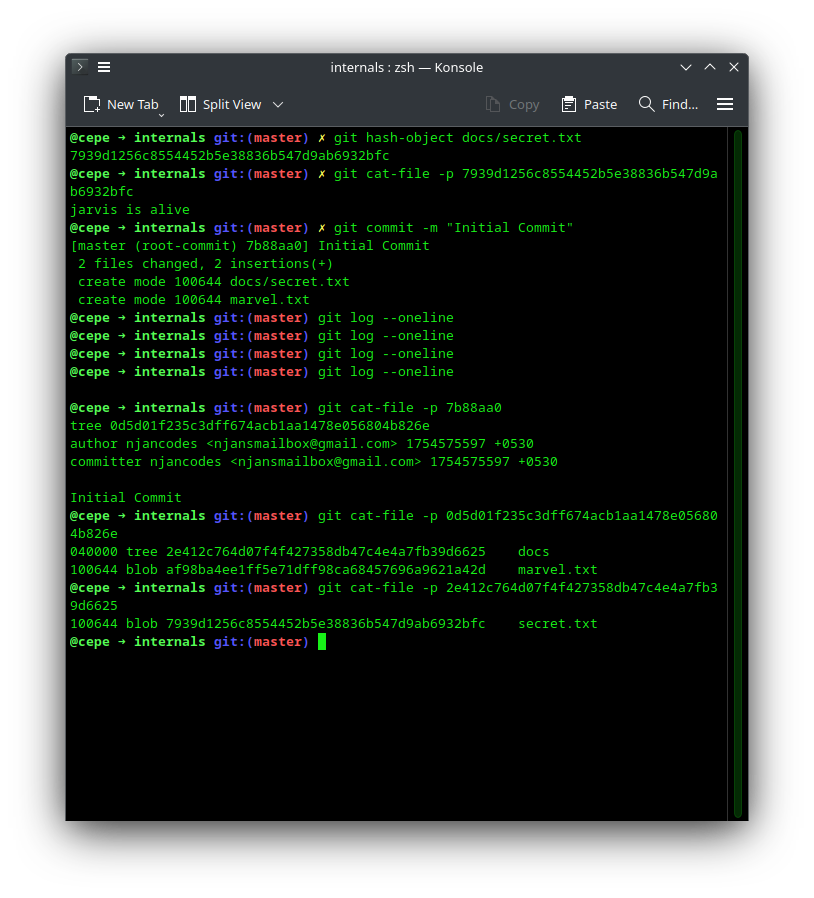 internals : zsh — Konsole
New Tab Split View Copy Paste Find...
@cepe → internals git:(master) ✗ git hash-object docs/secret.txt
7939d1256c8554452b5e38836b547d9ab6932bfc
@cepe → internals git:(master) ✗ git cat-file -p 7939d1256c8554452b5e38836b547d9a
b6932bfc
jarvis is alive
@cepe → internals git:(master) ✗ git commit -m "Initial Commit"
[master (root-commit) 7b88aa0] Initial Commit
 2 files changed, 2 insertions(+)
 create mode 100644 docs/secret.txt
 create mode 100644 marvel.txt
@cepe → internals git:(master) git log --oneline
@cepe → internals git:(master) git log --oneline
@cepe → internals git:(master) git log --oneline
@cepe → internals git:(master) git log --oneline
@cepe → internals git:(master) git cat-file -p 7b88aa0
tree 0d5d01f235c3dff674acb1aa1478e056804b826e
author njancodes <njansmailbox@gmail.com> 1754575597 +0530
committer njancodes <njansmailbox@gmail.com> 1754575597 +0530
Initial Commit
@cepe → internals git:(master) git cat-file -p 0d5d01f235c3dff674acb1aa1478e05680
4b826e
040000 tree 2e412c764d07f4f427358db47c4e4a7fb39d6625    docs
100644 blob af98ba4ee1ff5e71dff98ca68457696a9621a42d    marvel.txt
@cepe → internals git:(master) git cat-file -p 2e412c764d07f4f427358db47c4e4a7fb3
9d6625
100644 blob 7939d1256c8554452b5e38836b547d9ab6932bfc    secret.txt
@cepe → internals git:(master)